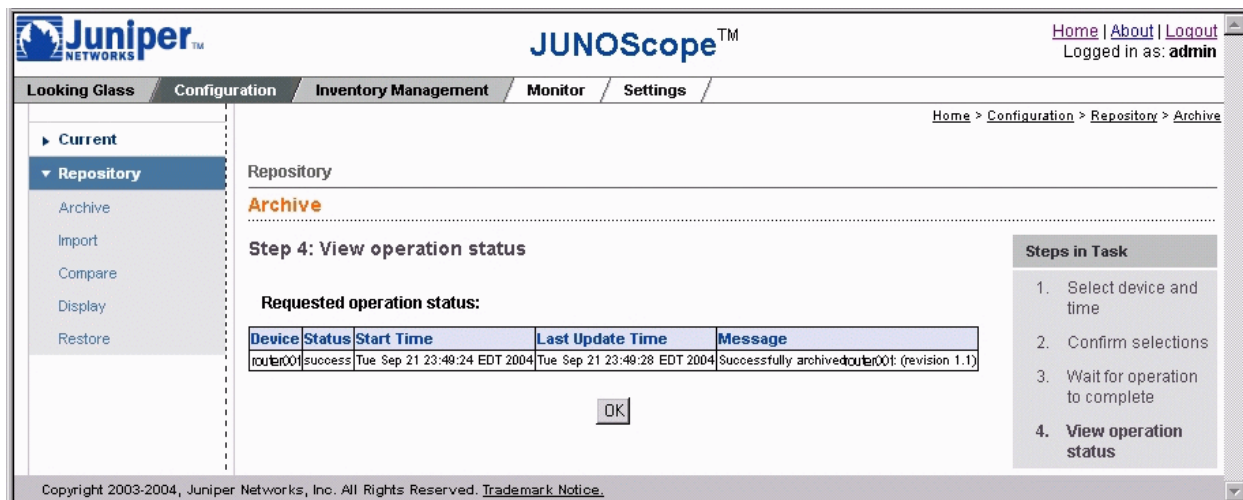 Juniper™
NETWORKS
JUNOScope™
Home | About | Logout
Logged in as: admin
Looking Glass / Configuration / Inventory Management / Monitor / Settings /
Home > Configuration > Repository > Archive
Current
Repository
Archive
Import
Compare
Display
Restore
Repository
Archive
Step 4: View operation status
Requested operation status:
Device Status Start Time Last Update Time Message
router001 success Tue Sep 21 23:49:24 EDT 2004 Tue Sep 21 23:49:28 EDT 2004 Successfully archived router001: (revision 1.1)
OK
Steps in Task
1. Select device and
time
2. Confirm selections
3. Wait for operation
to complete
4. View operation
status
Copyright 2003-2004, Juniper Networks, Inc. All Rights Reserved. Trademark Notice.